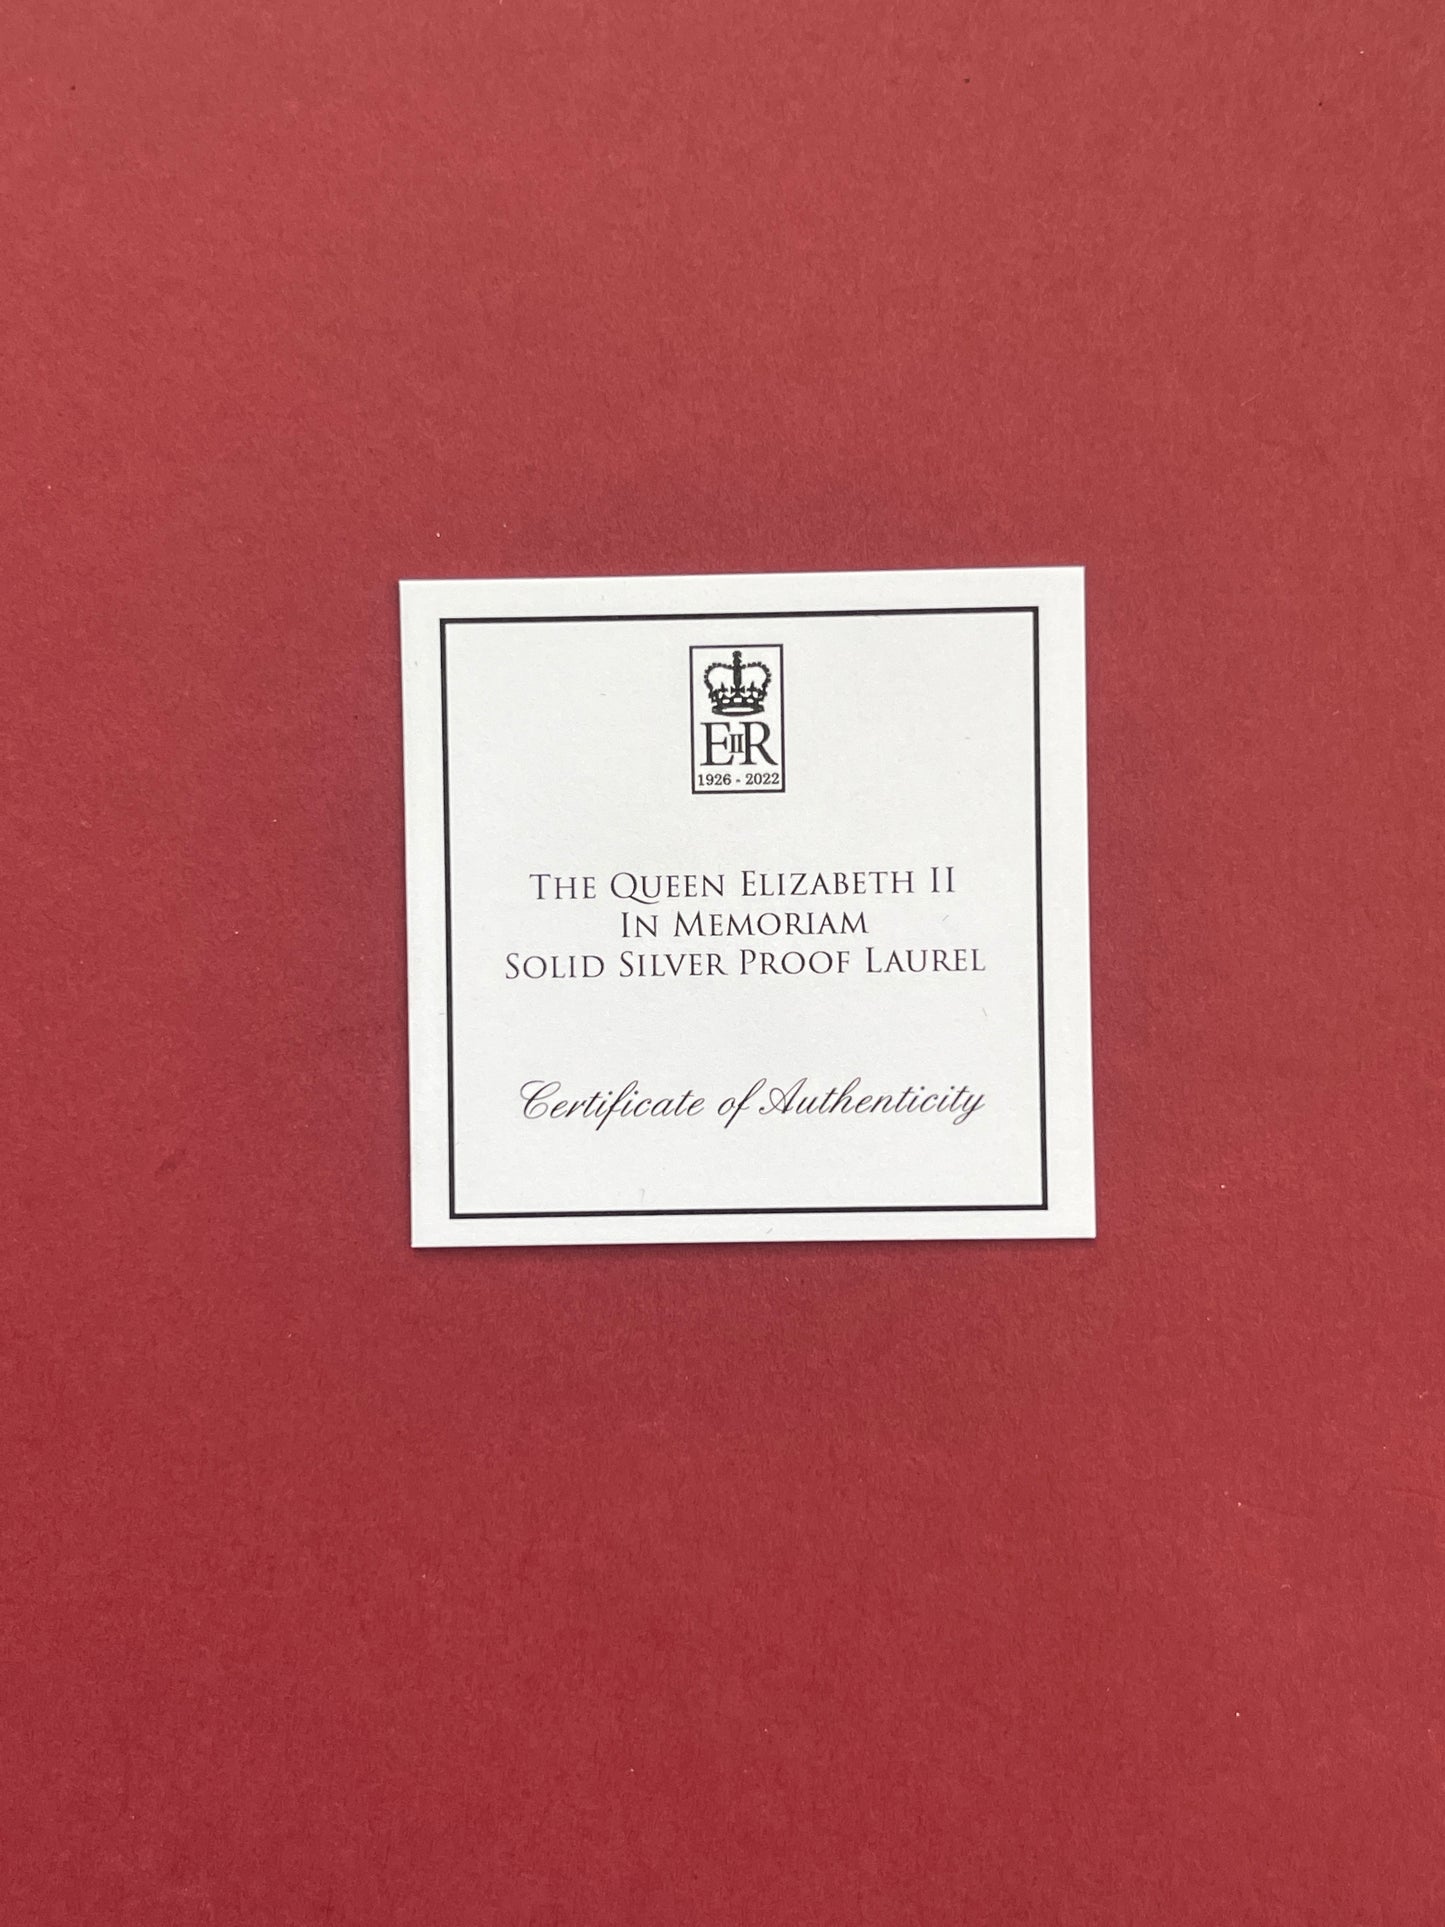 EIIR
1926 - 2022
THE QUEEN ELIZABETH II
IN MEMORIAM
SOLID SILVER PROOF LAUREL
Certificate of Authenticity